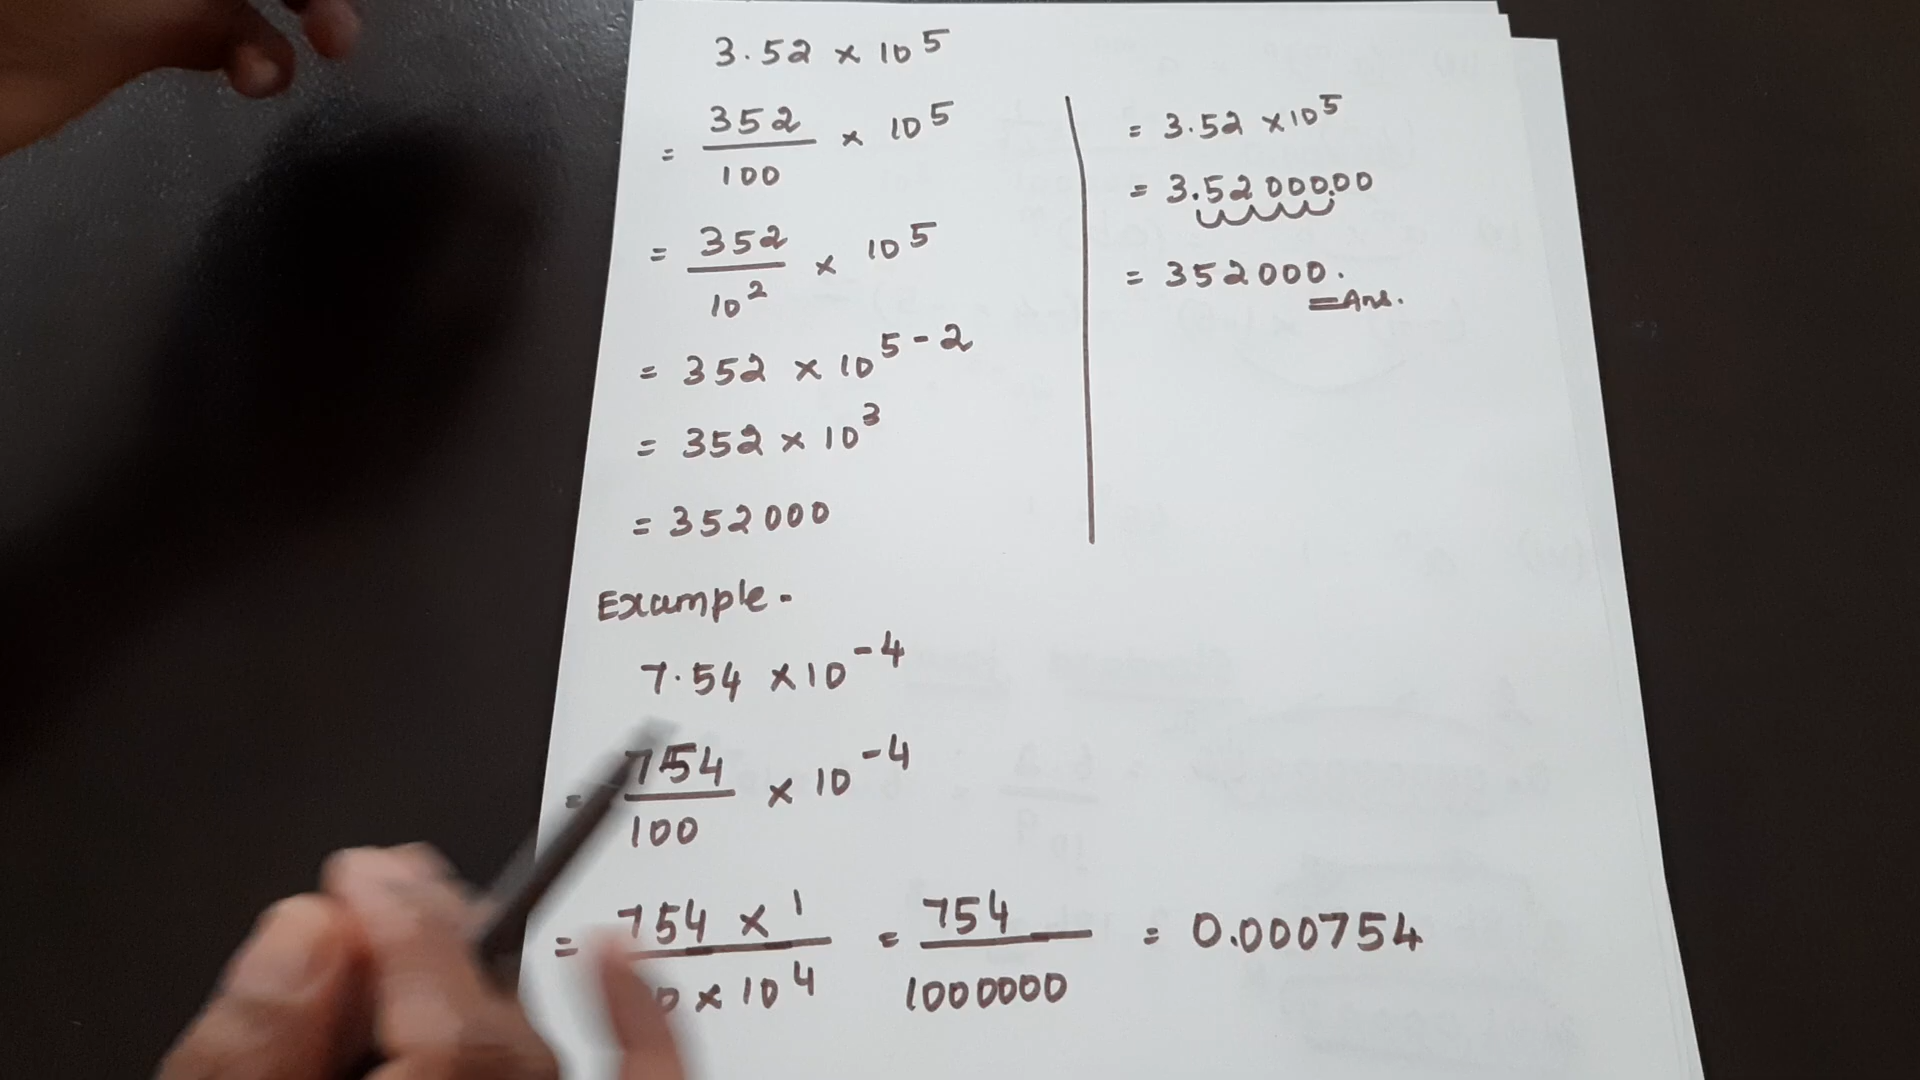 3.52 × 10^5
= 352/100 × 10^5
= 352/10^2 × 10^5
= 352 × 10^(5-2)
= 352 × 10^3
= 352000
= 3.52 × 10^5
= 3.5200000.00
= 352000.
Ans.
Example -
7.54 × 10^-4
= 754/100 × 10^-4
= 754 × 1 / 0 × 10^4 = 754/1000000 = 0.000754